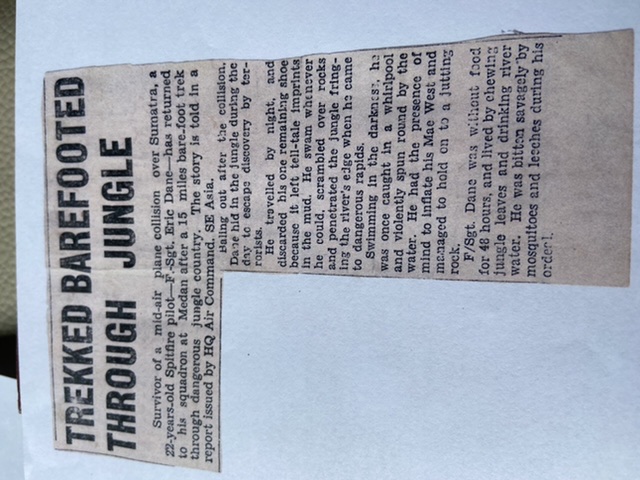 TREKKED BAREFOOTED
THROUGH JUNGLE
Survivor of a mid-air plane collision over Sumatra, a
22-years-old Spitfire pilot—F.-Sgt. Eric Dane—has returned
to his squadron at Medan after a 15 miles bare-foot trek
through dangerous jungle country. The story is told in a
report issued by HQ Air Command, SE Asia.
Baling out after the collision,
Dane hid in the jungle during the
day to escape discovery by ter-
rorists.
He travelled by night, and
discarded his one remaining shoe
because it left tell-tale imprints
in the mud. He swam whenever
he could, scrambled over rocks
and penetrated the jungle fring-
ing the river's edge when he came
to dangerous rapids.
Swimming in the darkness, he
was once caught in a whirlpool
and violently spun round by the
water. He had the presence of
mind to inflate his Mae West and
managed to hold on to a jutting
rock.
F/Sgt. Dane was without food
for 48 hours, and lived by chewing
jungle leaves and drinking river
water. He was bitten savagely by
mosquittoes and leeches during his
ordeal.